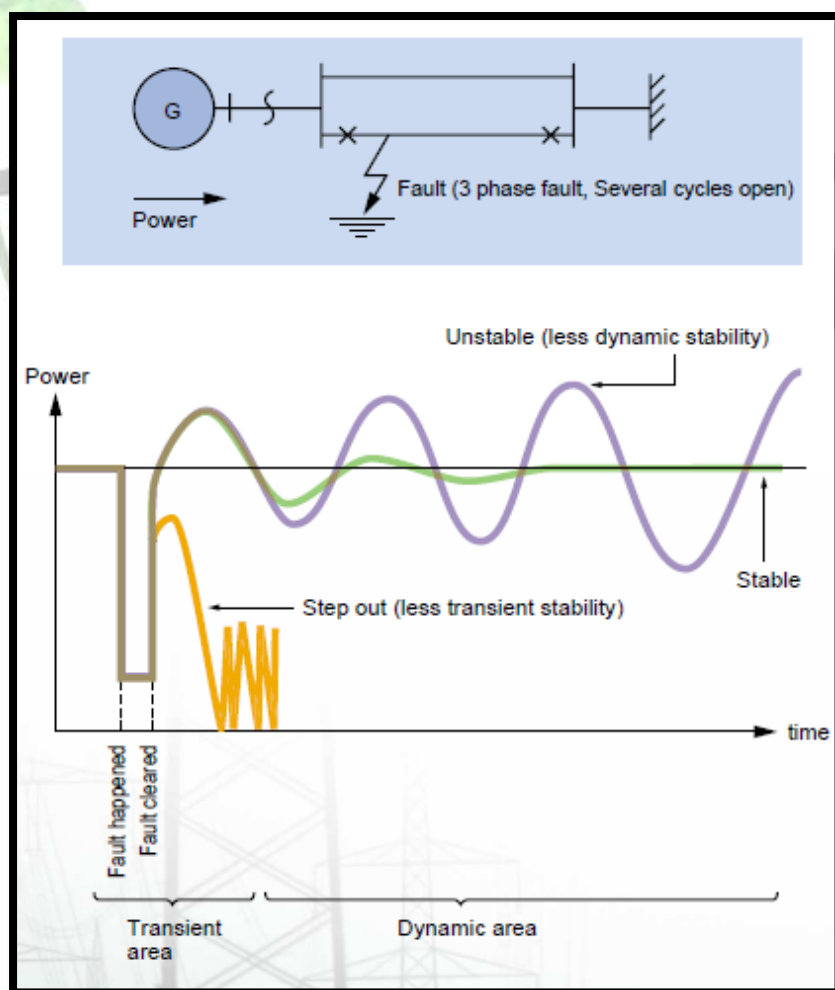 G
Fault (3 phase fault, Several cycles open)
Power
Unstable (less dynamic stability)
Power
Stable
Step out (less transient stability)
time
Fault happened
Fault cleared
Transient
area
Dynamic area